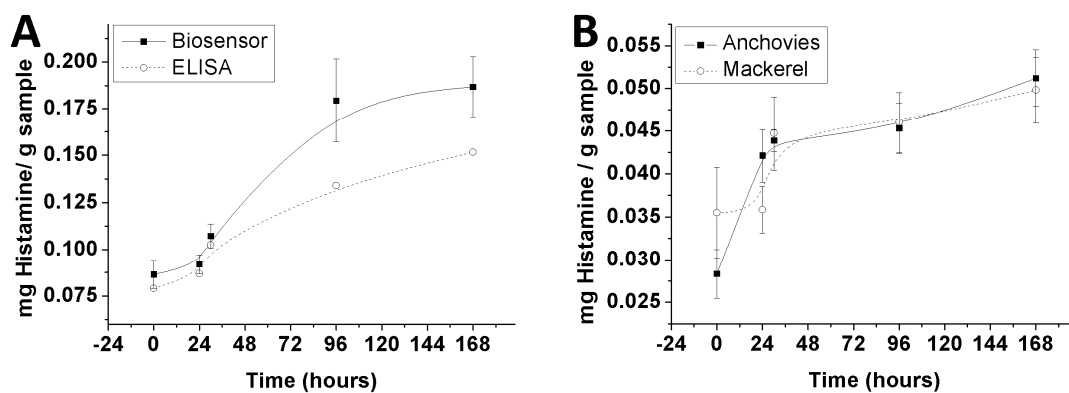 A
Biosensor
ELISA
mg Histamine/ g sample
0.200
0.175
0.150
0.125
0.100
0.075
-24 0 24 48 72 96 120 144 168
Time (hours)
B
Anchovies
Mackerel
mg Histamine / g sample
0.055
0.050
0.045
0.040
0.035
0.030
0.025
-24 0 24 48 72 96 120 144 168
Time (hours)